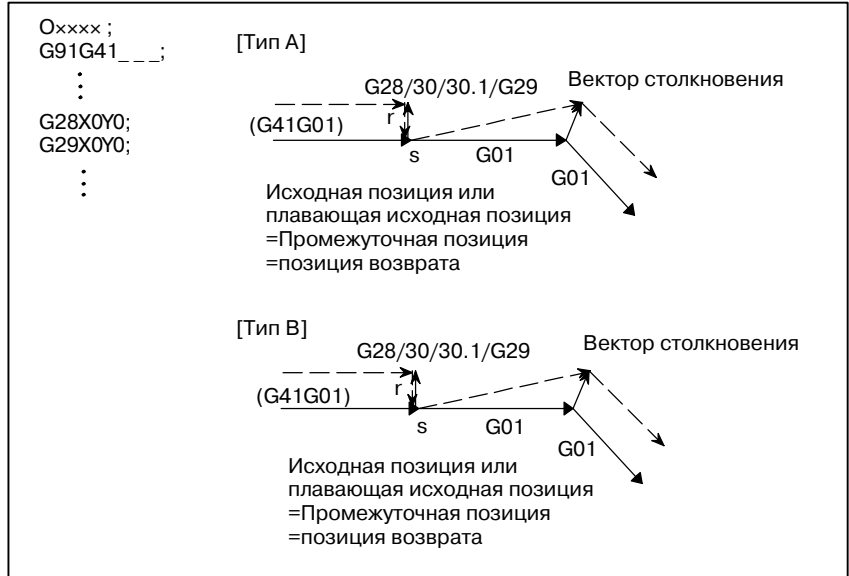 O×××× ;
G91G41_ _ _;
G28X0Y0;
G29X0Y0;
[Тип A]
G28/30/30.1/G29
Вектор столкновения
(G41G01)
r
s
G01
G01
Исходная позиция или
плавающая исходная позиция
=Промежуточная позиция
=позиция возврата
[Тип B]
G28/30/30.1/G29
Вектор столкновения
(G41G01)
r
s
G01
G01
Исходная позиция или
плавающая исходная позиция
=Промежуточная позиция
=позиция возврата